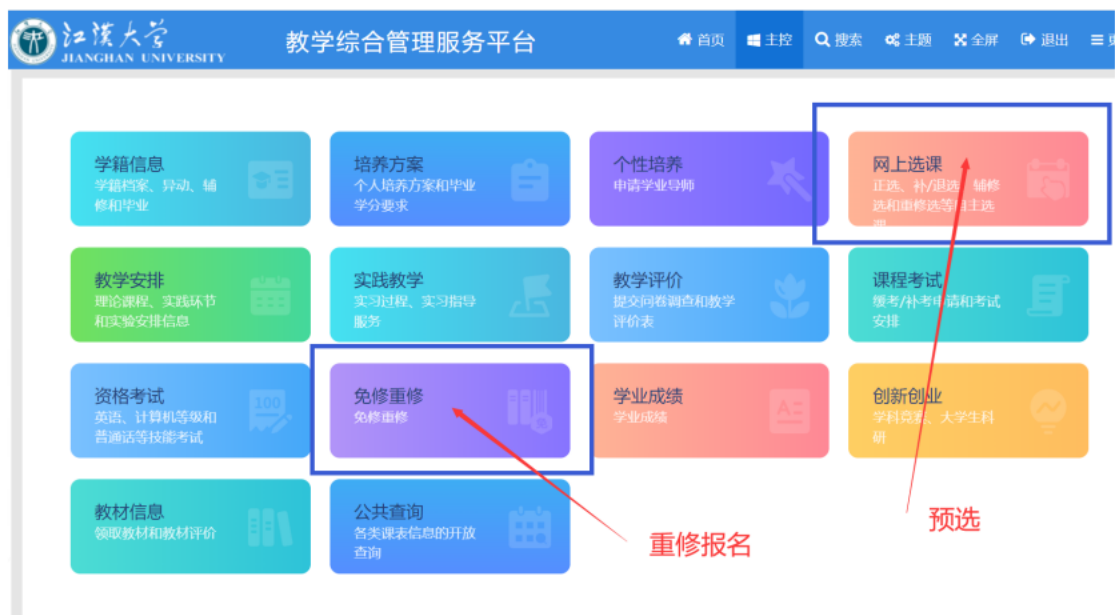 江漢大学
JIANGHAN UNIVERSITY
教学综合管理服务平台
首页
主控
搜索
主题
全屏
退出
学籍信息
学籍档案、异动、辅
修和毕业
培养方案
个人培养方案和毕业
学分要求
个性培养
申请学业导师
网上选课
正选、补/退选、辅修
选和重修选等自主选
课
教学安排
理论课程、实践环节
和实验安排信息
实践教学
实习过程、实习指导
服务
教学评价
提交问卷调查和教学
评价表
课程考试
缓考/补考申请和考试
安排
资格考试
英语、计算机等级和
普通话等技能考试
100
免修重修
免修重修
学业成绩
学业成绩
创新创业
学科竞赛、大学生科
研
教材信息
领取教材和教材评价
公共查询
各类课表信息的开放
查询
重修报名
预选